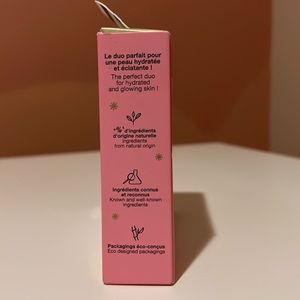 Le duo parfait pour
une peau hydratée
et éclatante !
The perfect duo
for hydrated
and glowing skin !
d'ingrédients
d'origine naturelle
ingredients
from natural origin
Ingrédients connus
et reconnus
Known and well-known
ingredients
Packagings éco-conçus
Eco designed packagings